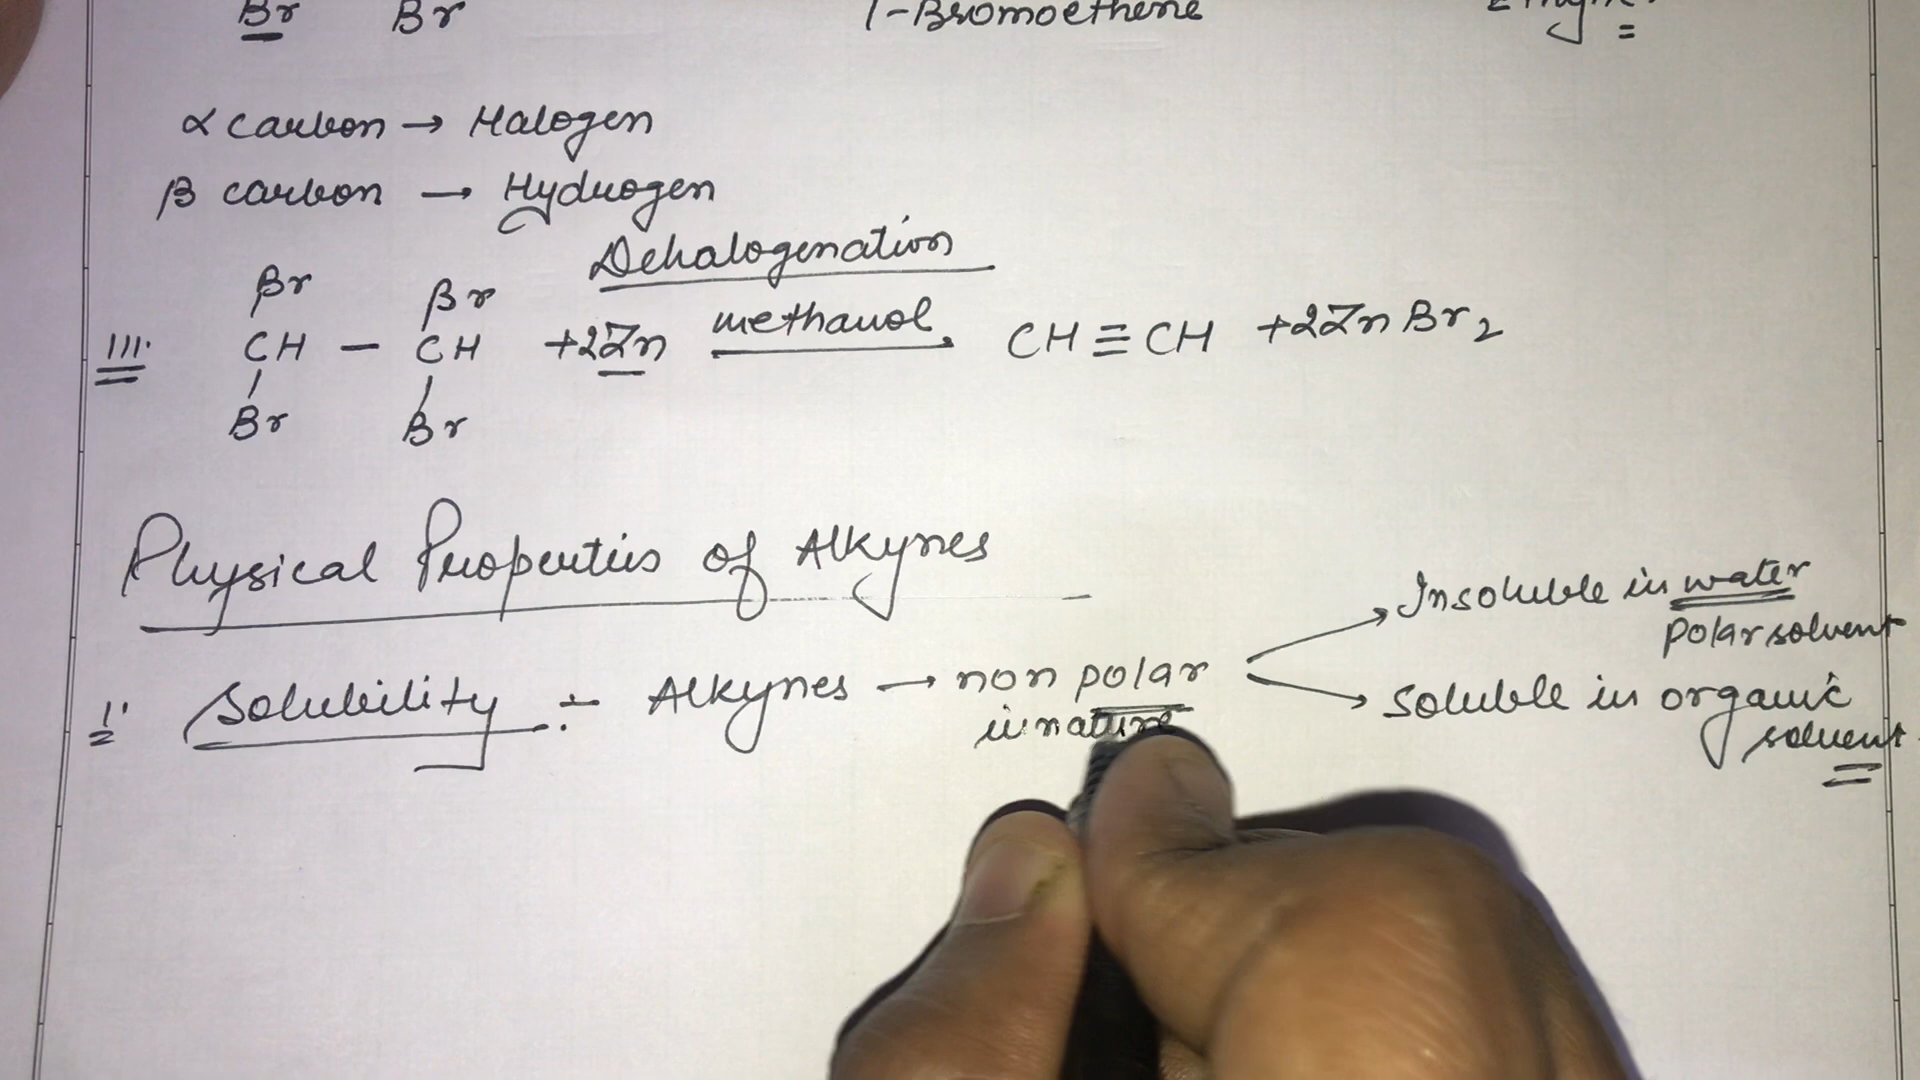 Br Br 1-Bromoethene
α carbon → Halogen
β carbon → Hydrogen
Dehalogenation
Br Br
III. CH — CH +2Zn methanol CH≡CH +2ZnBr2
Br Br
Physical Properties of Alkynes
Insoluble in water
polar solvent
1. Solubility :- Alkynes → non polar
in nature
Soluble in organic
solvent